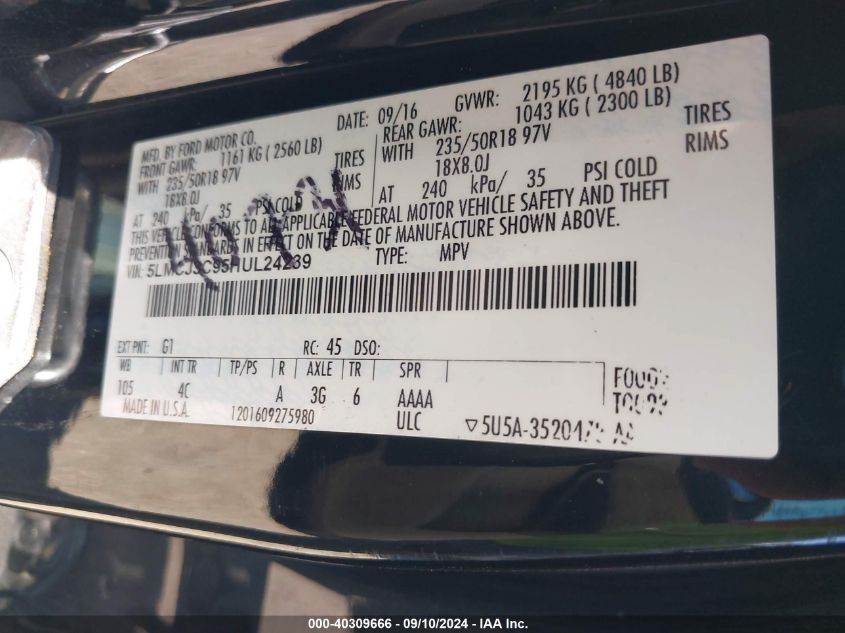 MFD. BY FORD MOTOR CO.
DATE: 09/16
GVWR: 2195 KG ( 4840 LB)
FRONT GAWR: 1161 KG ( 2560 LB)
REAR GAWR: 1043 KG ( 2300 LB)
WITH 235/50R18 97V TIRES
WITH 235/50R18 97V TIRES
18X8.0J RIMS
18X8.0J RIMS
AT 240 kPa/ 35 PSI COLD
AT 240 kPa/ 35 PSI COLD
THIS VEHICLE CONFORMS TO ALL APPLICABLE FEDERAL MOTOR VEHICLE SAFETY AND THEFT
PREVENTION STANDARDS IN EFFECT ON THE DATE OF MANUFACTURE SHOWN ABOVE.
VIN: 5LMCJ3C95HUL24239
TYPE: MPV
EXT PNT: G1 RC: 45 DSO:
WB INT TR TP/PS R AXLE TR SPR
105 4C A 3G 6 AAAA
MADE IN U.S.A. 1201609275980 ULC
▽5U5A-3520472-AA
000-40309666 - 09/10/2024 - IAA Inc.